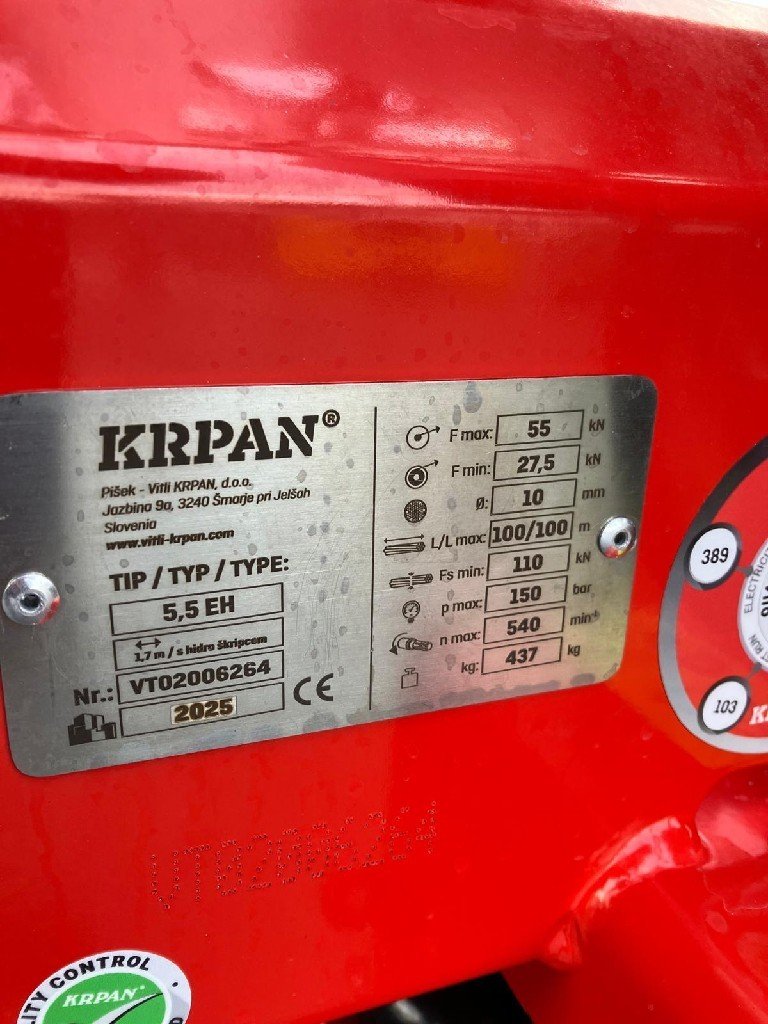 KRPAN®
Pišek - Vitli KRPAN, d.o.o.
Jazbina 9a, 3240 Šmarje pri Jelšah
Slovenia
www.vitli-krpan.com
TIP / TYP / TYPE:
5,5 EH
1,7 m / s hidro škripcem
Nr.: VT02006264
2025
CE
F max: 55 kN
F min: 27,5 kN
Ø: 10 mm
L/L max: 100/100 m
Fs min: 110 kN
p max: 150 bar
n max: 540 min⁻¹
kg: 437 kg
389
103
VT02006264
QUALITY CONTROL
KRPAN